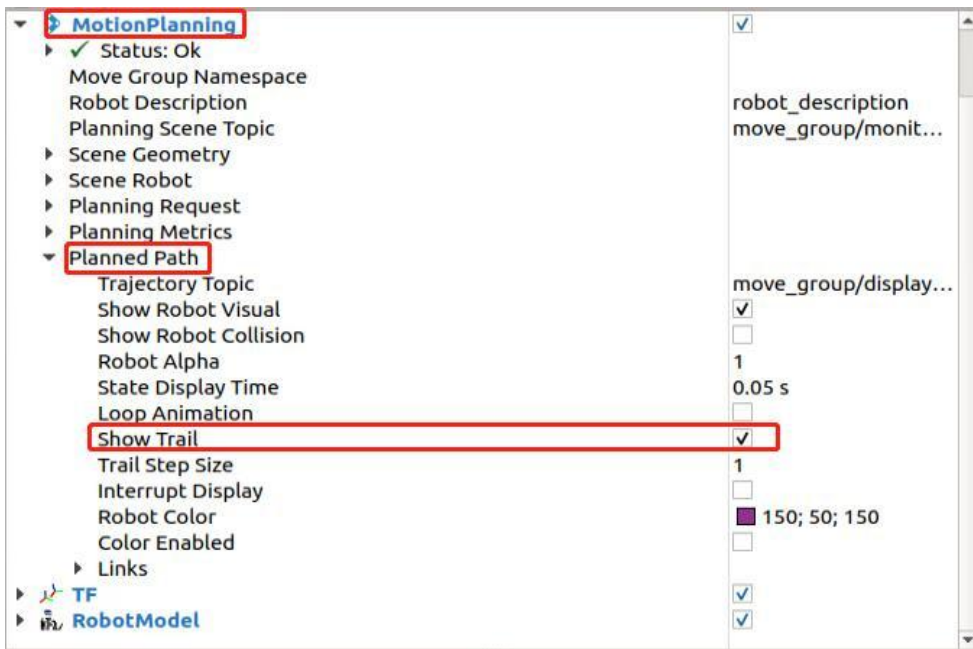 MotionPlanning
Status: Ok
Move Group Namespace
Robot Description robot_description
Planning Scene Topic move_group/monit...
Scene Geometry
Scene Robot
Planning Request
Planning Metrics
Planned Path
Trajectory Topic move_group/display...
Show Robot Visual
Show Robot Collision
Robot Alpha 1
State Display Time 0.05 s
Loop Animation
Show Trail
Trail Step Size 1
Interrupt Display
Robot Color 150; 50; 150
Color Enabled
Links
TF
RobotModel